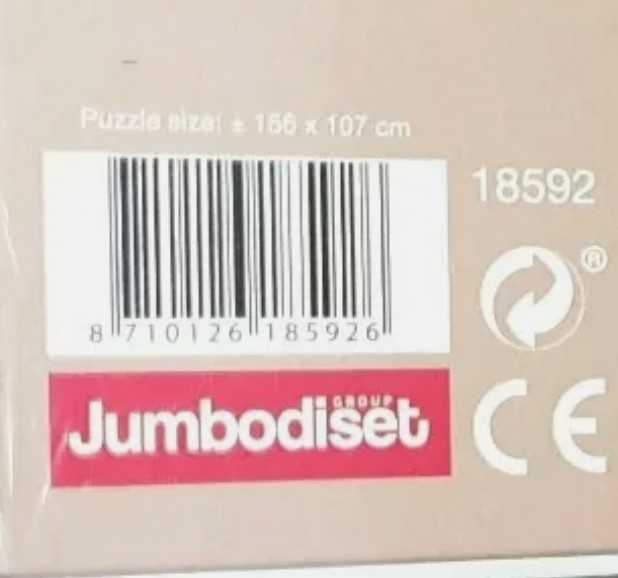 Puzzle size: ± 156 x 107 cm
18592
8 710126 185926
®
GROUP
Jumbodiset
CE